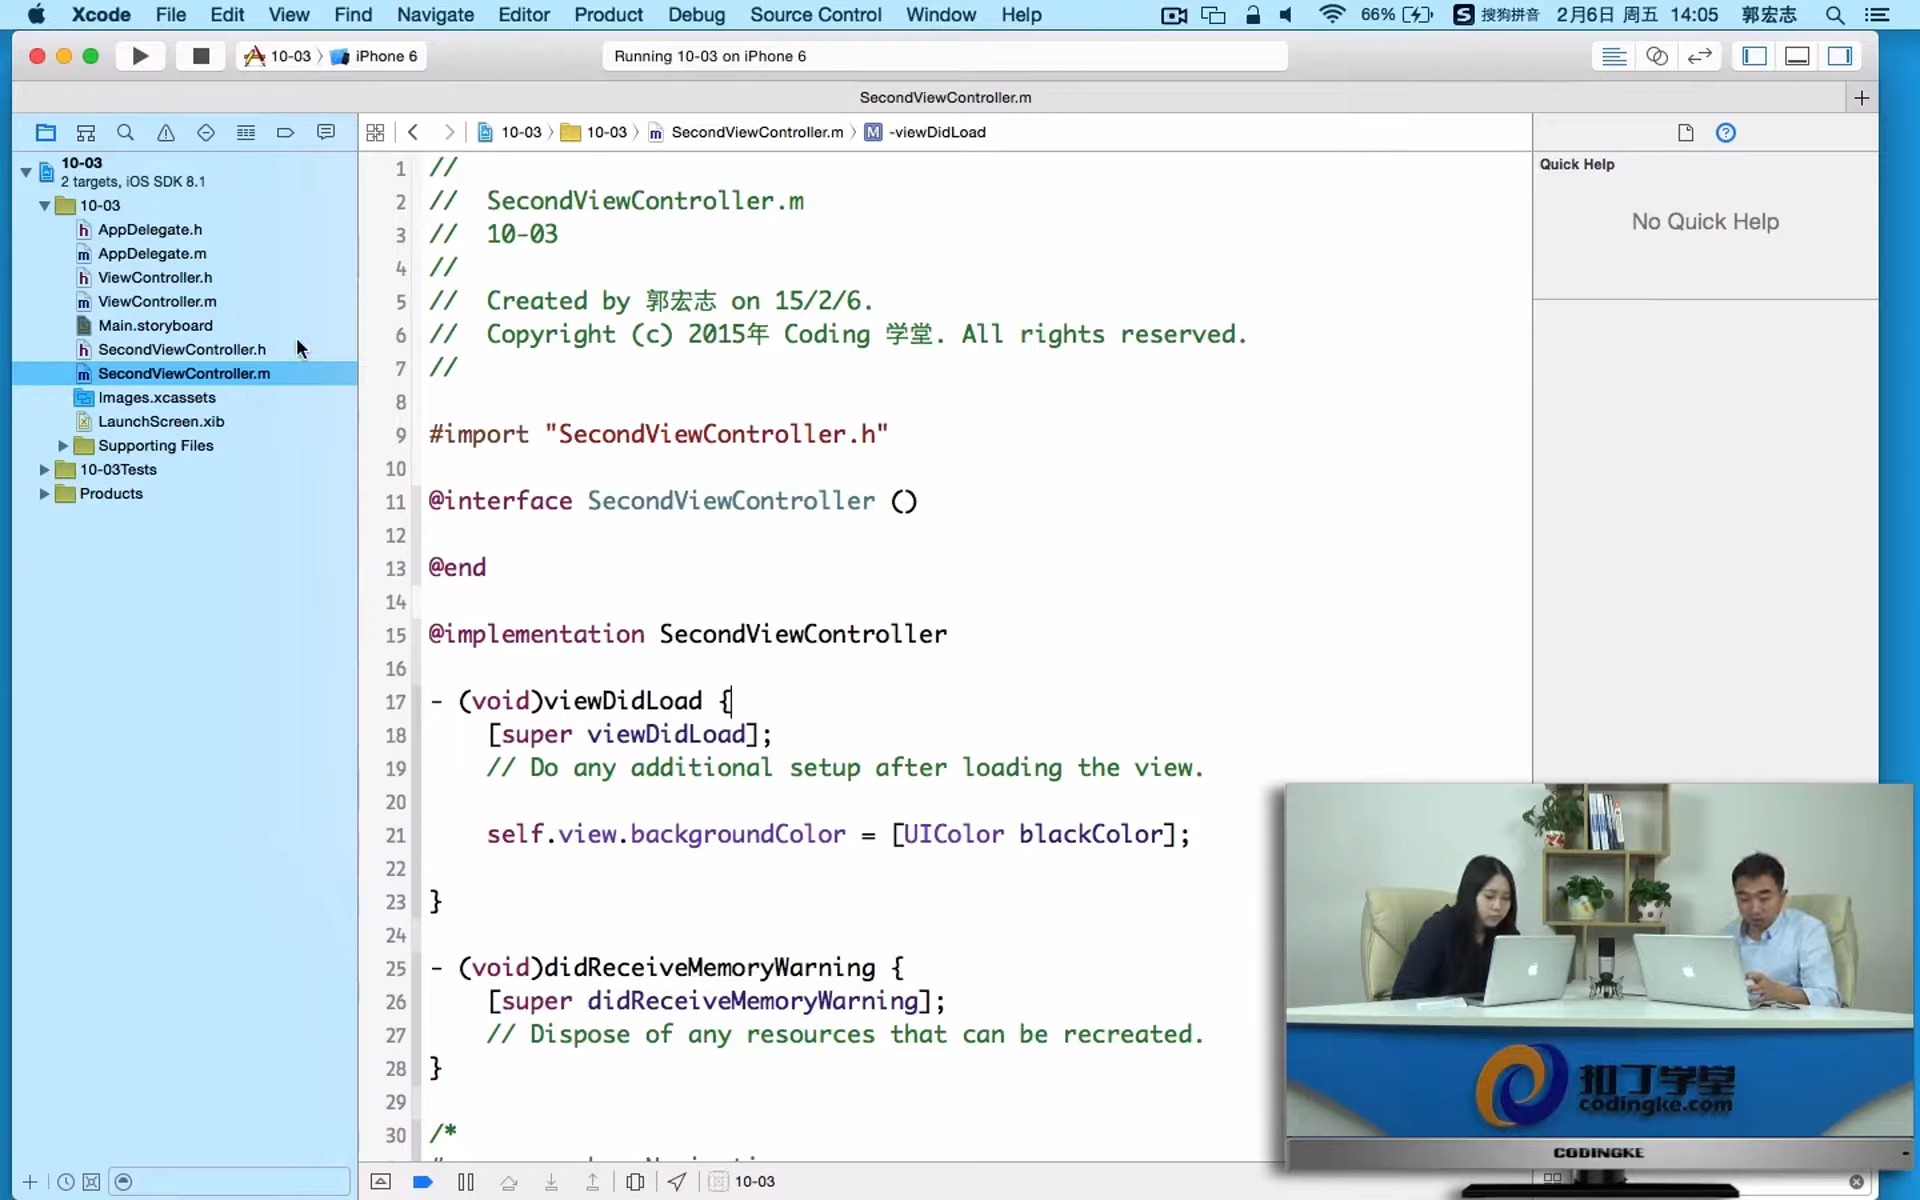 Xcode File Edit View Find Navigate Editor Product Debug Source Control Window Help 66% 搜狗拼音 2月6日 周五 14:05 郭宏志
10-03 iPhone 6
Running 10-03 on iPhone 6
SecondViewController.m
10-03 10-03 SecondViewController.m M -viewDidLoad
10-03
2 targets, iOS SDK 8.1
10-03
h AppDelegate.h
m AppDelegate.m
h ViewController.h
m ViewController.m
Main.storyboard
h SecondViewController.h
m SecondViewController.m
Images.xcassets
LaunchScreen.xib
Supporting Files
10-03Tests
Products
1 //
2 //  SecondViewController.m
3 //  10-03
4 //
5 //  Created by 郭宏志 on 15/2/6.
6 //  Copyright (c) 2015年 Coding 学堂. All rights reserved.
7 //
8
9 #import "SecondViewController.h"
10
11 @interface SecondViewController ()
12
13 @end
14
15 @implementation SecondViewController
16
17 - (void)viewDidLoad {
18     [super viewDidLoad];
19     // Do any additional setup after loading the view.
20
21     self.view.backgroundColor = [UIColor blackColor];
22
23 }
24
25 - (void)didReceiveMemoryWarning {
26     [super didReceiveMemoryWarning];
27     // Dispose of any resources that can be recreated.
28 }
29
30 /*
10-03
Quick Help
No Quick Help
扣丁学堂
codingke.com
CODINGKE